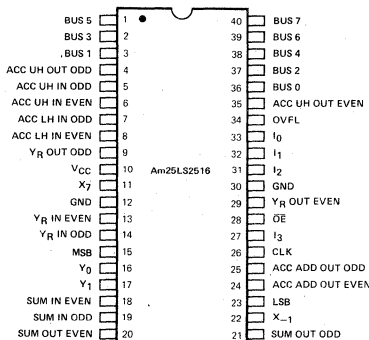 BUS 5 1 40 BUS 7
BUS 3 2 39 BUS 6
BUS 1 3 38 BUS 4
ACC UH OUT ODD 4 37 BUS 2
ACC UH IN ODD 5 36 BUS 0
ACC UH IN EVEN 6 35 ACC UH OUT EVEN
ACC LH IN ODD 7 34 OVFL
ACC LH IN EVEN 8 33 I0
YR OUT ODD 9 32 I1
VCC 10 Am25LS2516 31 I2
X7 11 30 GND
GND 12 29 YR OUT EVEN
YR IN EVEN 13 28 OE
YR IN ODD 14 27 I3
MSB 15 26 CLK
Y0 16 25 ACC ADD OUT ODD
Y1 17 24 ACC ADD OUT EVEN
SUM IN EVEN 18 23 LSB
SUM IN ODD 19 22 X−1
SUM OUT EVEN 20 21 SUM OUT ODD